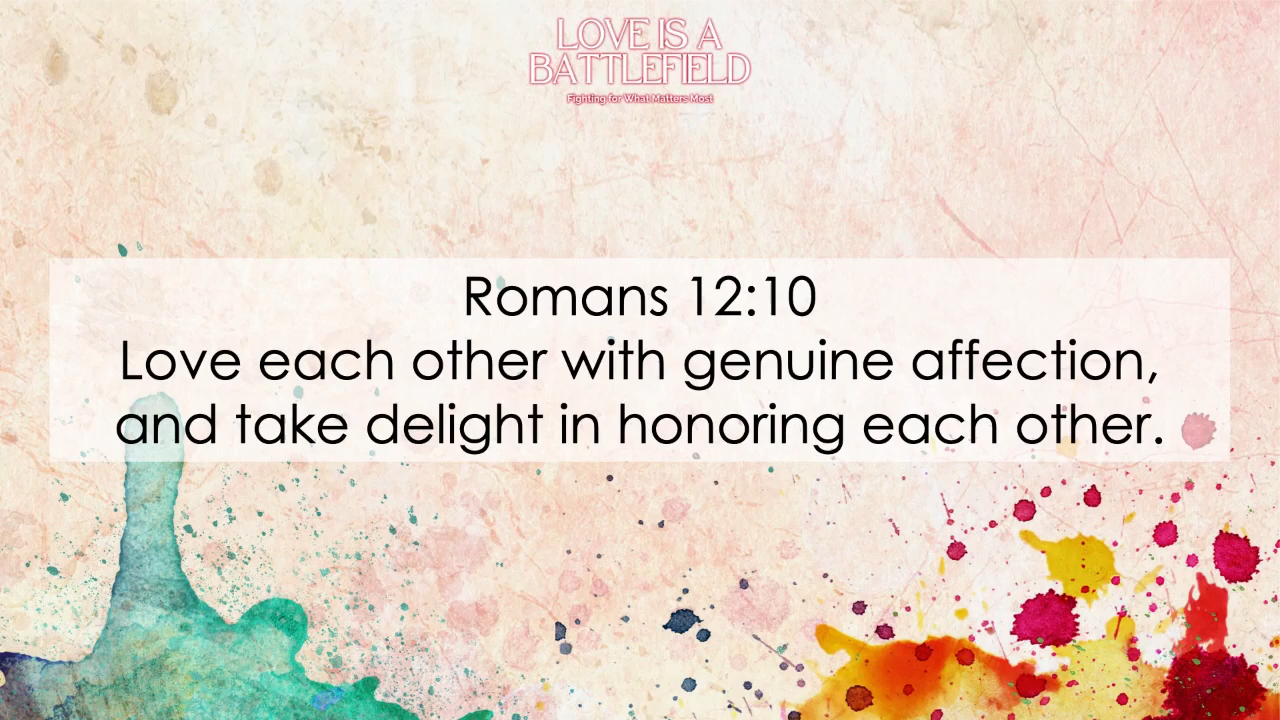 LOVE IS A
BATTLEFIELD
Fighting for What Matters Most
Romans 12:10
Love each other with genuine affection,
and take delight in honoring each other.